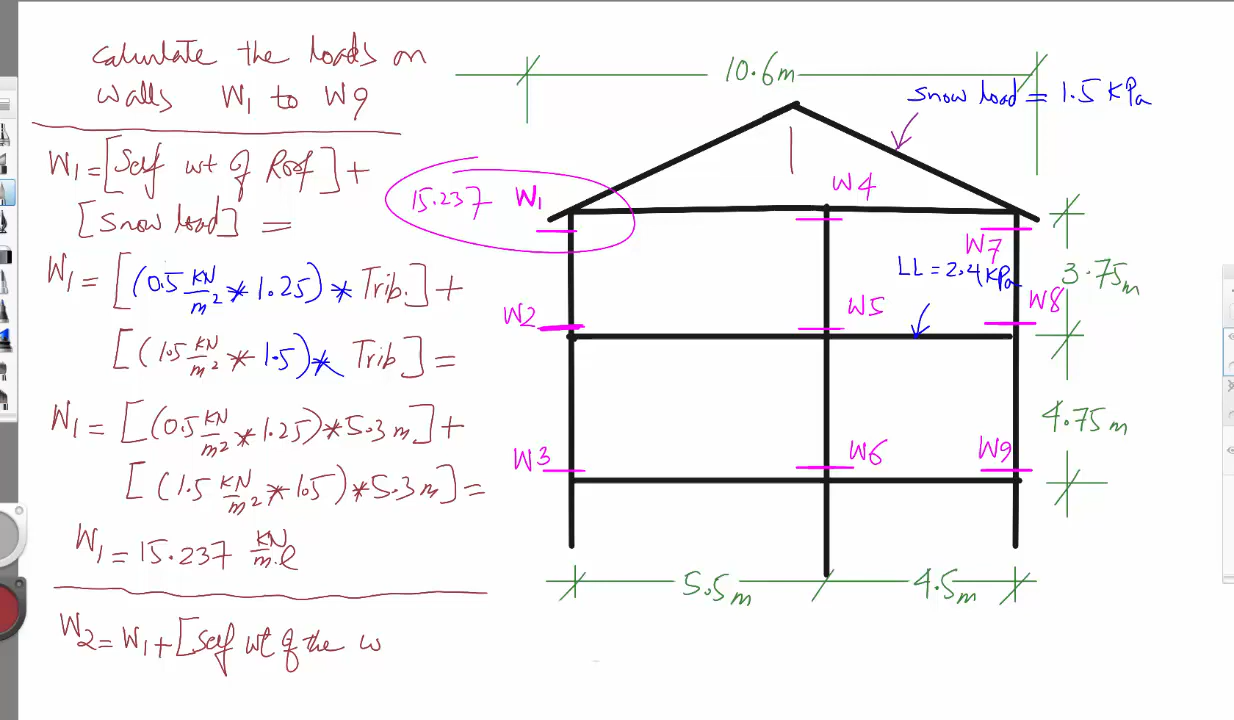 calculate the loads on
walls W1 to W9
W1 = [Self wt of Roof] +
[Snow load] =
W1 = [(0.5 KN/m² * 1.25) * Trib.] +
[(1.5 KN/m² * 1.5) * Trib] =
W1 = [(0.5 KN/m² * 1.25) * 5.3 m] +
[(1.5 KN/m² * 1.5) * 5.3 m] =
W1 = 15.237 KN/m.l
W2 = W1 + [Self wt of the w
10.6m
Snow load = 1.5 KPa
15.237 W1
W4
W7
LL = 2.4 KPa
3.75m
W2
W5
W8
4.75m
W3
W6
W9
5.5m
4.5m